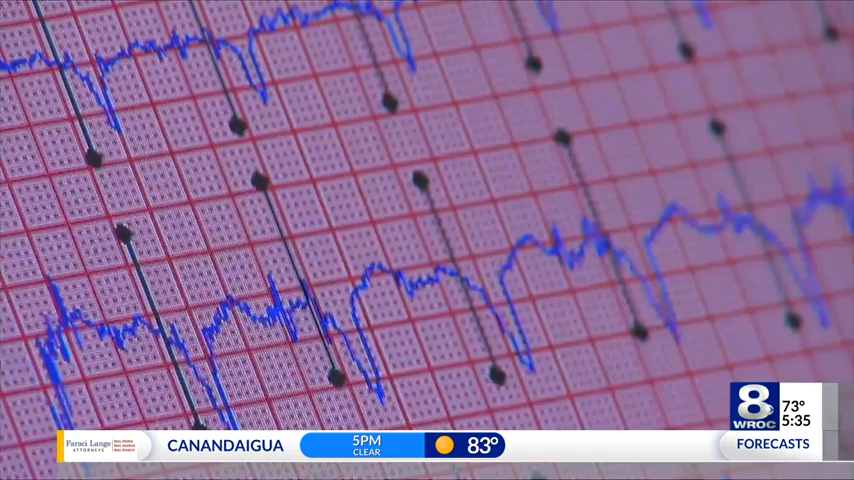 8
WROC
73°
5:35
Faraci Lange
ATTORNEYS
CANANDAIGUA
5PM
CLEAR
83°
FORECASTS